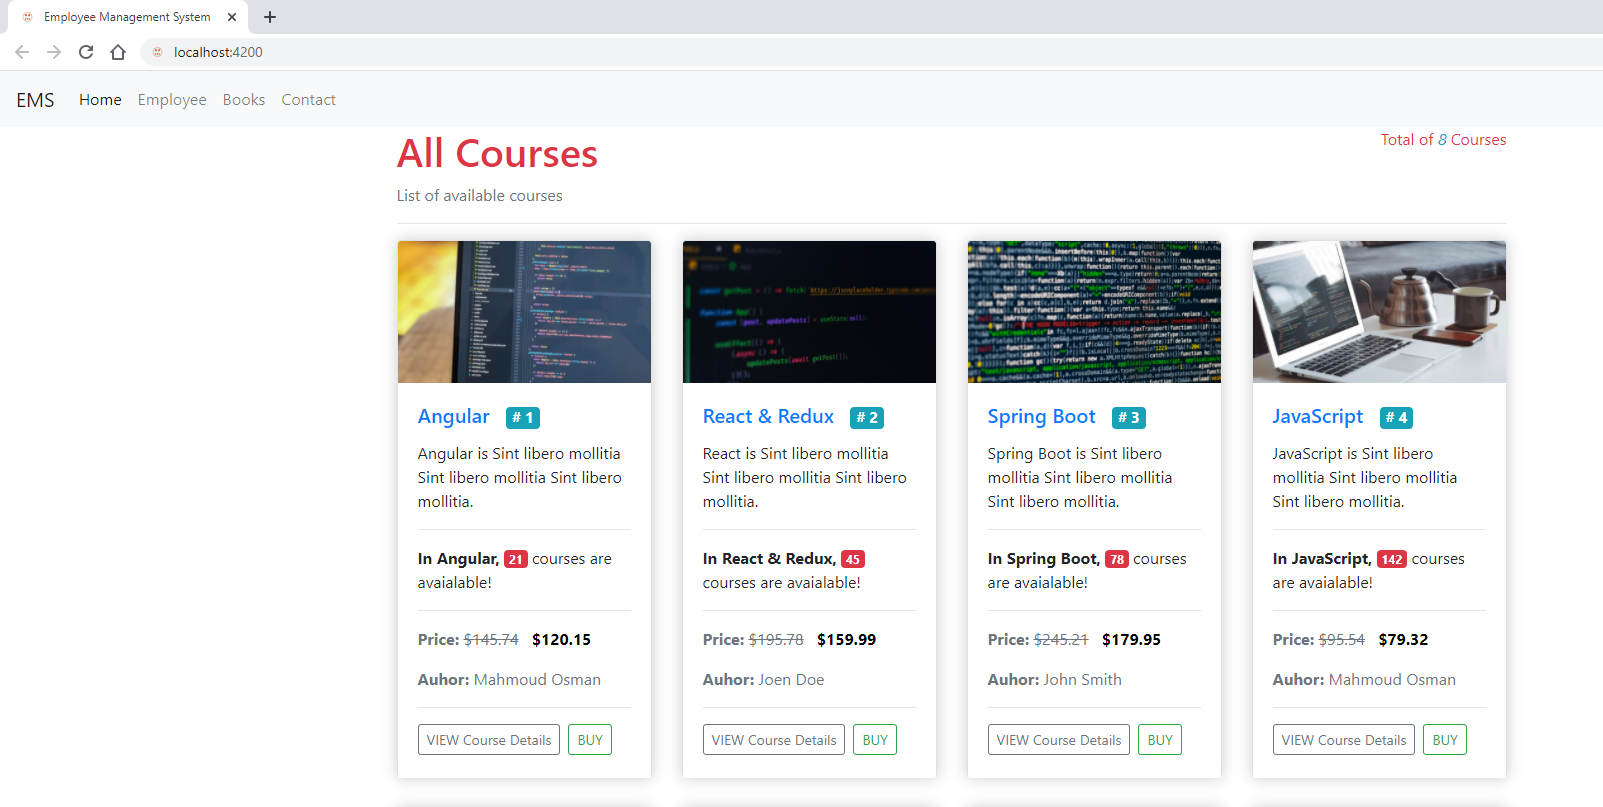 Employee Management System
localhost:4200
EMS Home Employee Books Contact
All Courses
Total of 8 Courses
List of available courses
Angular # 1
Angular is Sint libero mollitia
Sint libero mollitia Sint libero
mollitia.
In Angular, 21 courses are
avaialable!
Price: $145.74 $120.15
Auhor: Mahmoud Osman
VIEW Course Details BUY
React & Redux # 2
React is Sint libero mollitia
Sint libero mollitia Sint libero
mollitia.
In React & Redux, 45
courses are avaialable!
Price: $195.78 $159.99
Auhor: Joen Doe
VIEW Course Details BUY
Spring Boot # 3
Spring Boot is Sint libero
mollitia Sint libero mollitia
Sint libero mollitia.
In Spring Boot, 78 courses
are avaialable!
Price: $245.21 $179.95
Auhor: John Smith
VIEW Course Details BUY
JavaScript # 4
JavaScript is Sint libero
mollitia Sint libero mollitia
Sint libero mollitia.
In JavaScript, 142 courses
are avaialable!
Price: $95.54 $79.32
Auhor: Mahmoud Osman
VIEW Course Details BUY